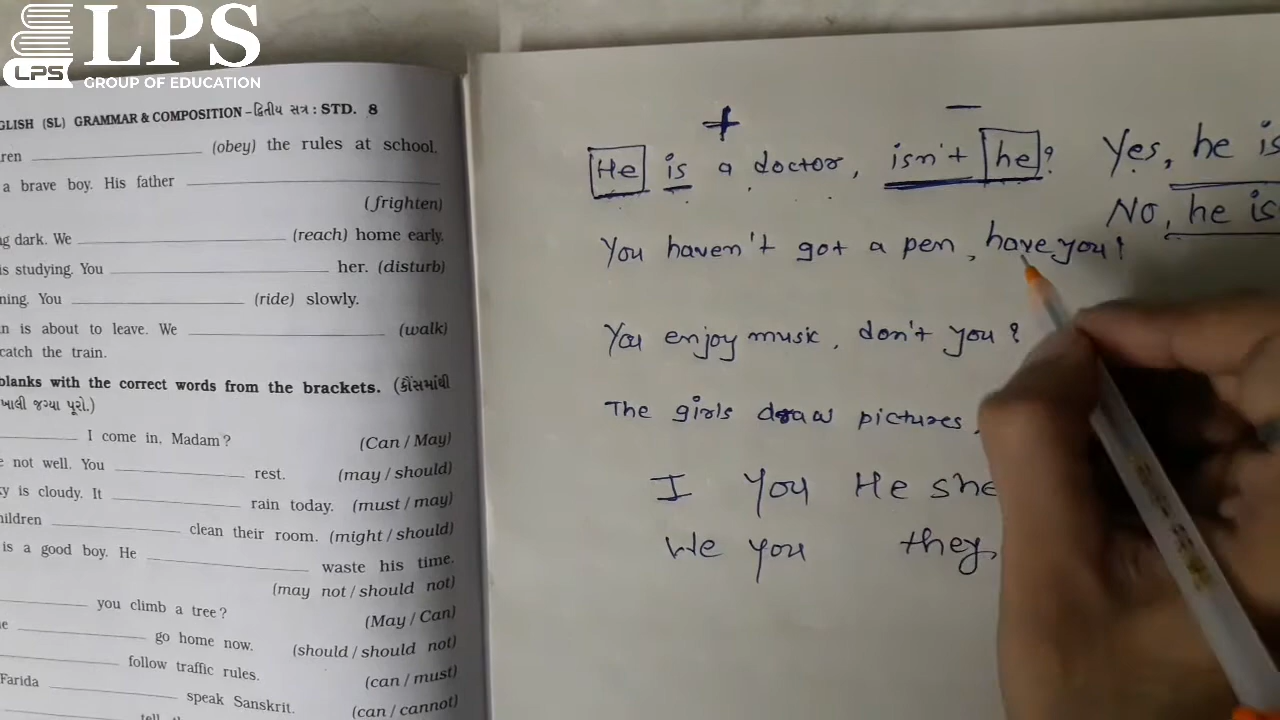 LPS
LPS
GROUP OF EDUCATION
GLISH (SL) GRAMMAR & COMPOSITION – દ્વિતીય સત્ર : STD. 8
(obey) the rules at school.
a brave boy. His father
(frighten)
dark. We (reach) home early.
is studying. You her. (disturb)
You (ride) slowly.
is about to leave. We (walk)
catch the train.
blanks with the correct words from the brackets. (કૌંસમાંથી
ખાલી જગ્યા પૂરો.)
I come in, Madam? (Can / May)
not well. You rest. (may / should)
is cloudy. It rain today. (must / may)
clean their room. (might / should)
is a good boy. He waste his time.
(may not / should not)
you climb a tree? (May / Can)
go home now. (should / should not)
follow traffic rules. (can / must)
Farida speak Sanskrit. (can / cannot)
+ –
He is a doctor, isn't he? Yes, he is
No, he is
You haven't got a pen, have you?
You enjoy music, don't you?
The girls draw pictures,
I You He she
We you they